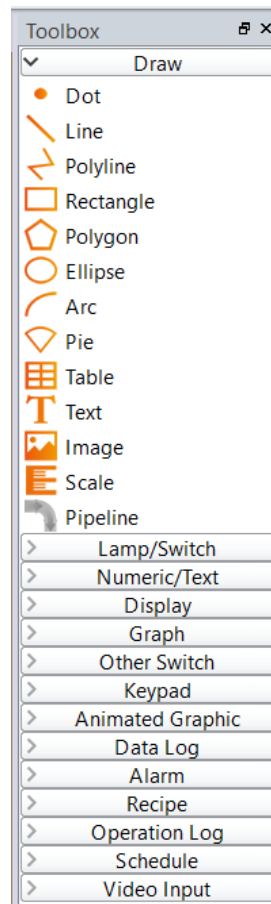 Toolbox
Draw
Dot
Line
Polyline
Rectangle
Polygon
Ellipse
Arc
Pie
Table
Text
Image
Scale
Pipeline
Lamp/Switch
Numeric/Text
Display
Graph
Other Switch
Keypad
Animated Graphic
Data Log
Alarm
Recipe
Operation Log
Schedule
Video Input